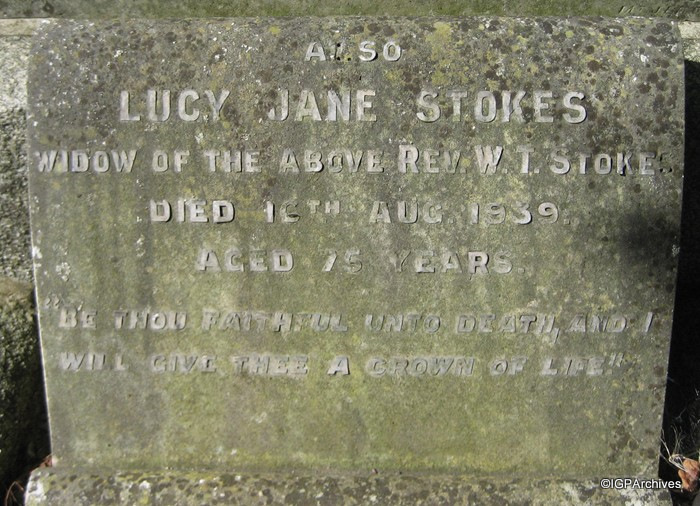 ALSO
LUCY JANE STOKES
WIDOW OF THE ABOVE REV. W. T. STOKES
DIED 16TH AUG. 1939.
AGED 75 YEARS.
"BE THOU FAITHFUL UNTO DEATH, AND I
WILL GIVE THEE A CROWN OF LIFE."
©IGPArchives